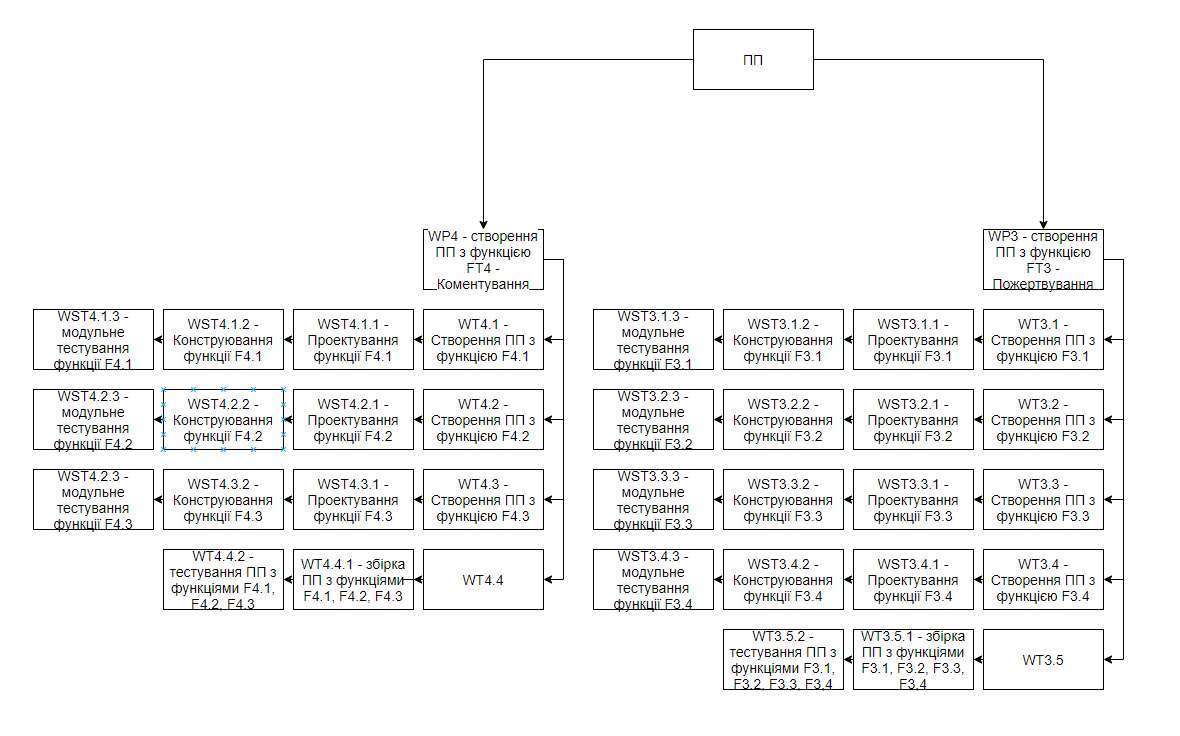 ПП
WP4 - створення
ПП з функцією
FT4 -
Коментування
WP3 - створення
ПП з функцією
FT3 -
Пожертвування
WST4.1.3 -
модульне
тестування
функції F4.1
WST4.1.2 -
Конструювання
функції F4.1
WST4.1.1 -
Проектування
функції F4.1
WT4.1 -
Створення ПП з
функцією F4.1
WST3.1.3 -
модульне
тестування
функції F3.1
WST3.1.2 -
Конструювання
функції F3.1
WST3.1.1 -
Проектування
функції F3.1
WT3.1 -
Створення ПП з
функцією F3.1
WST4.2.3 -
модульне
тестування
функції F4.2
WST4.2.2 -
Конструювання
функції F4.2
WST4.2.1 -
Проектування
функції F4.2
WT4.2 -
Створення ПП з
функцією F4.2
WST3.2.3 -
модульне
тестування
функції F3.2
WST3.2.2 -
Конструювання
функції F3.2
WST3.2.1 -
Проектування
функції F3.2
WT3.2 -
Створення ПП з
функцією F3.2
WST4.2.3 -
модульне
тестування
функції F4.3
WST4.3.2 -
Конструювання
функції F4.3
WST4.3.1 -
Проектування
функції F4.3
WT4.3 -
Створення ПП з
функцією F4.3
WST3.3.3 -
модульне
тестування
функції F3.3
WST3.3.2 -
Конструювання
функції F3.3
WST3.3.1 -
Проектування
функції F3.3
WT3.3 -
Створення ПП з
функцією F3.3
WT4.4.2 -
тестування ПП з
функціями F4.1,
F4.2, F4.3
WT4.4.1 - збірка
ПП з функціями
F4.1, F4.2, F4.3
WT4.4
WST3.4.3 -
модульне
тестування
функції F3.4
WST3.4.2 -
Конструювання
функції F3.4
WST3.4.1 -
Проектування
функції F3.4
WT3.4 -
Створення ПП з
функцією F3.4
WT3.5.2 -
тестування ПП з
функціями F3.1,
F3.2, F3.3, F3,4
WT3.5.1 - збірка
ПП з функціями
F3.1, F3.2, F3.3,
F3,4
WT3.5